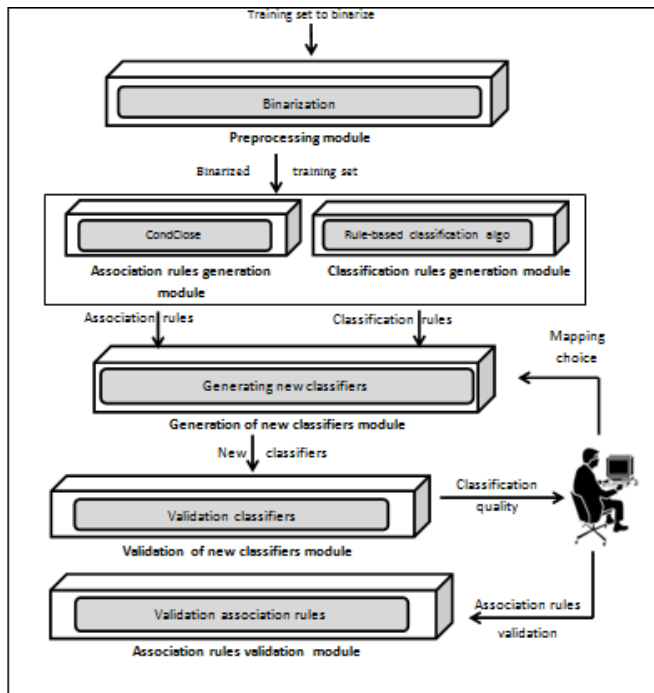 Training set to binarize
Binarization
Preprocessing module
Binarized training set
CondClose
Rule-based classification algo
Association rules generation
module
Classification rules generation module
Association rules
Classification rules
Mapping
choice
Generating new classifiers
Generation of new classifiers module
New classifiers
Classification
quality
Validation classifiers
Validation of new classifiers module
Validation association rules
Association rules
validation
Association rules validation module